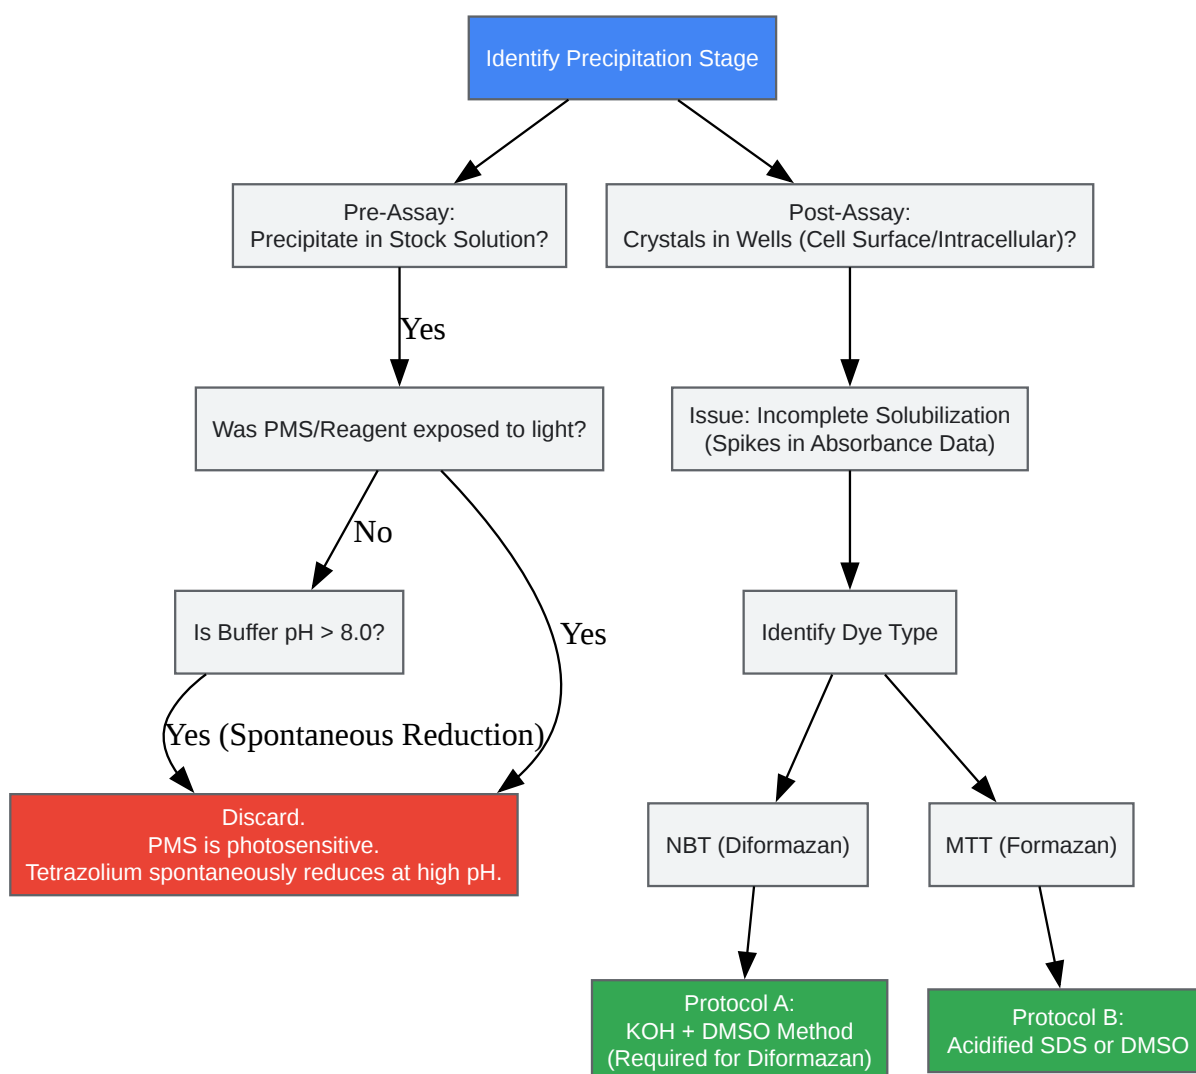 Identify Precipitation Stage
Pre-Assay:
Precipitate in Stock Solution?
Post-Assay:
Crystals in Wells (Cell Surface/Intracellular)?
Yes
Was PMS/Reagent exposed to light?
Issue: Incomplete Solubilization
(Spikes in Absorbance Data)
No
Is Buffer pH > 8.0?
Yes
Identify Dye Type
Yes (Spontaneous Reduction)
Discard.
PMS is photosensitive.
Tetrazolium spontaneously reduces at high pH.
NBT (Diformazan)
MTT (Formazan)
Protocol A:
KOH + DMSO Method
(Required for Diformazan)
Protocol B:
Acidified SDS or DMSO